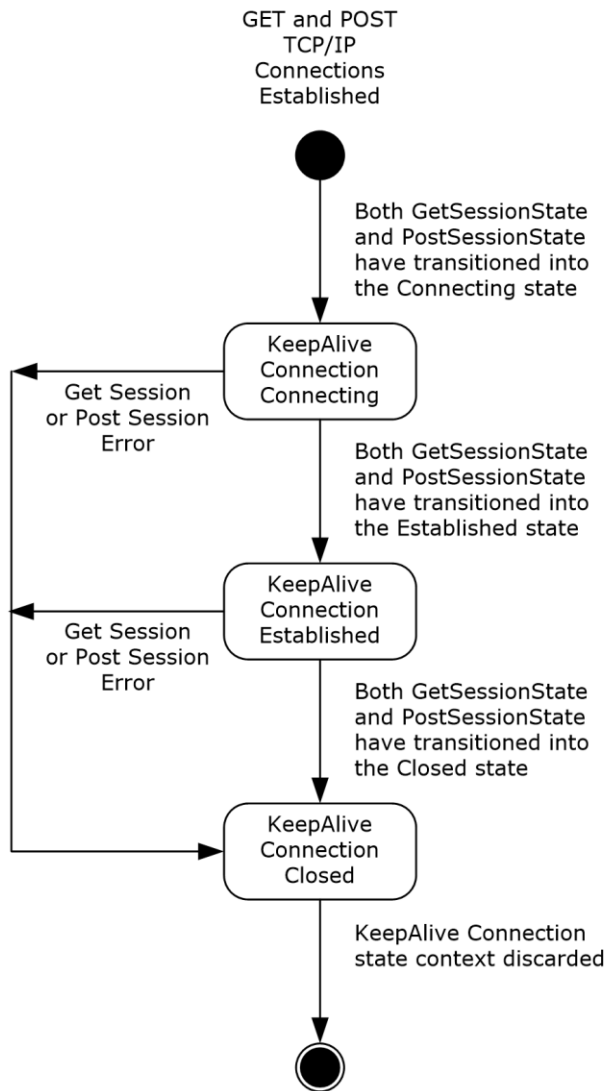 GET and POST
TCP/IP
Connections
Established
Both GetSessionState
and PostSessionState
have transitioned into
the Connecting state
KeepAlive
Connection
Connecting
Get Session
or Post Session
Error
Both GetSessionState
and PostSessionState
have transitioned into
the Established state
KeepAlive
Connection
Established
Get Session
or Post Session
Error
Both GetSessionState
and PostSessionState
have transitioned into
the Closed state
KeepAlive
Connection
Closed
KeepAlive Connection
state context discarded